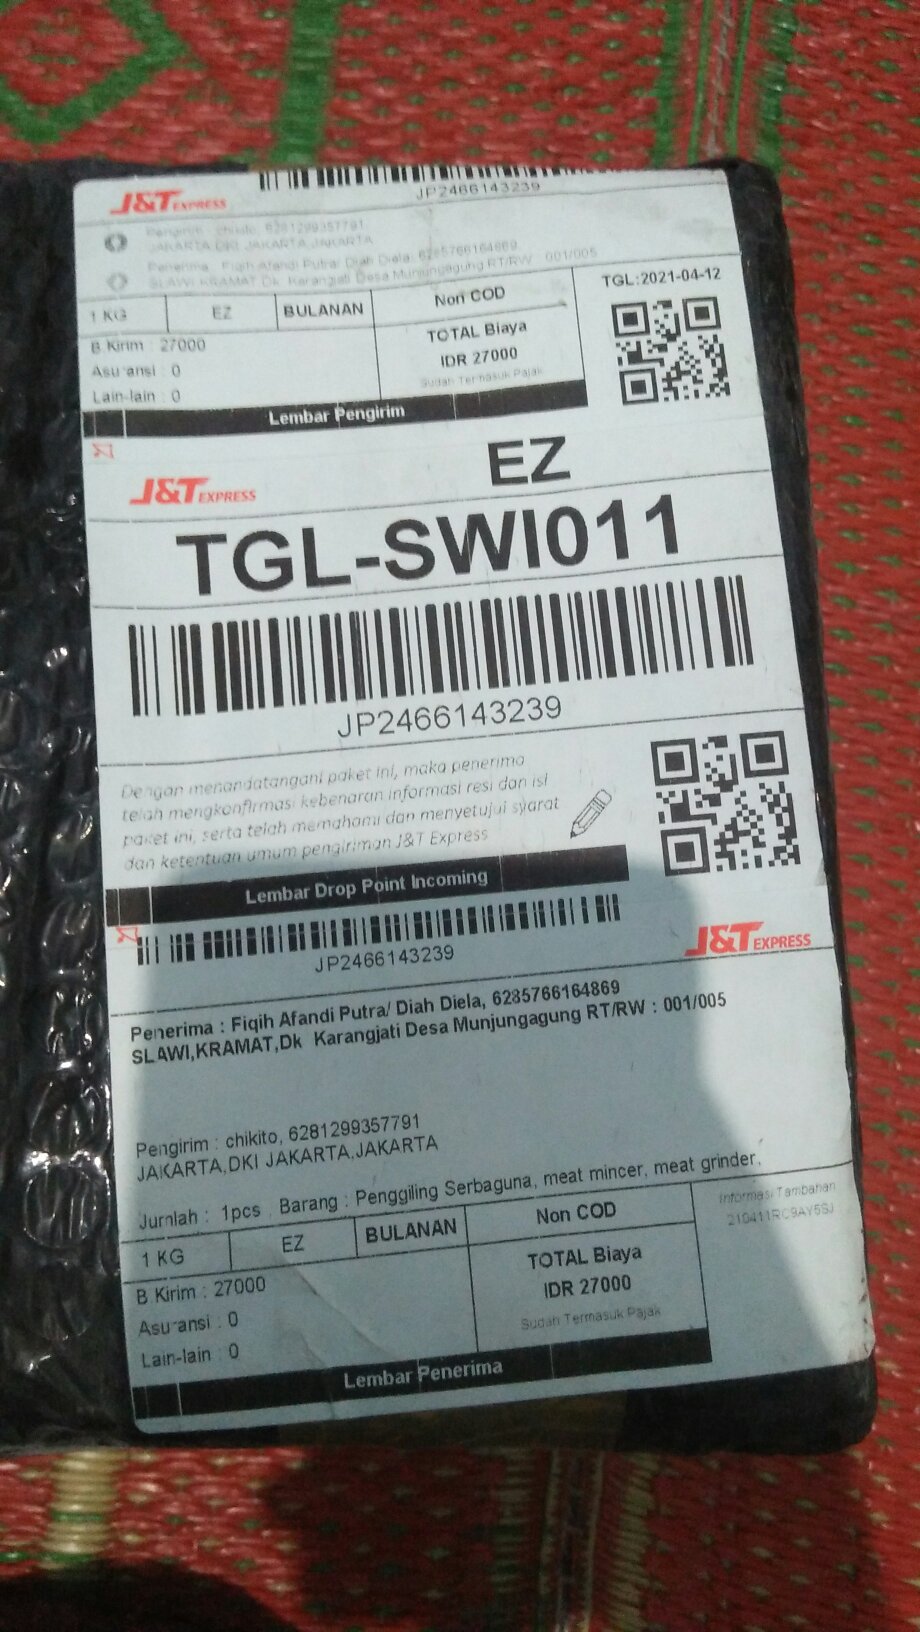 J&T EXPRESS
JP2466143239
Pengirim : chikito, 6281299357791
JAKARTA,DKI JAKARTA,JAKARTA
Penerima : Fiqih Afandi Putra/ Diah Diela, 6285766164869
SLAWI,KRAMAT,Dk Karangjati Desa Munjungagung RT/RW : 001/005
TGL:2021-04-12
1 KG EZ BULANAN Non COD
B Kirim : 27000
Asuransi : 0
Lain-lain : 0
TOTAL Biaya
IDR 27000
Sudah Termasuk Pajak
Lembar Pengirim
J&T EXPRESS EZ
TGL-SWI011
JP2466143239
Dengan menandatangani paket ini, maka penerima
telah mengkonfirmasi kebenaran informasi resi dan isi
paket ini, serta telah memahami dan menyetujui syarat
dan ketentuan umum pengiriman J&T Express
Lembar Drop Point Incoming
JP2466143239
J&T EXPRESS
Penerima : Fiqih Afandi Putra/ Diah Diela, 6285766164869
SLAWI,KRAMAT,Dk Karangjati Desa Munjungagung RT/RW : 001/005
Pengirim : chikito, 6281299357791
JAKARTA,DKI JAKARTA,JAKARTA
Jumlah : 1pcs Barang : Penggiling Serbaguna, meat mincer, meat grinder,
1 KG EZ BULANAN Non COD
B Kirim : 27000
Asuransi : 0
Lain-lain : 0
TOTAL Biaya
IDR 27000
Sudah Termasuk Pajak
Informasi Tambahan
210411RC9AY5SJ
Lembar Penerima